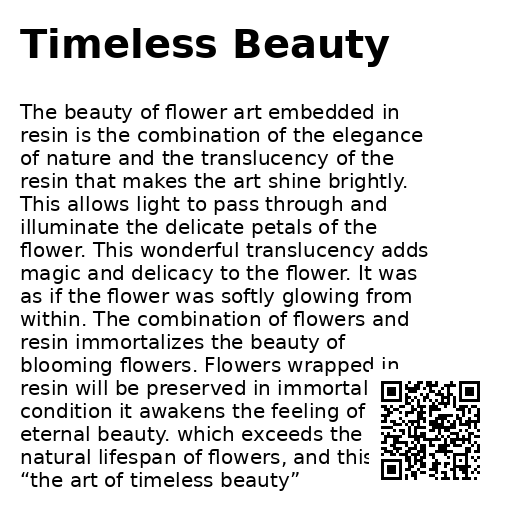 Timeless Beauty
The beauty of flower art embedded in
resin is the combination of the elegance
of nature and the translucency of the
resin that makes the art shine brightly.
This allows light to pass through and
illuminate the delicate petals of the
flower. This wonderful translucency adds
magic and delicacy to the flower. It was
as if the flower was softly glowing from
within. The combination of flowers and
resin immortalizes the beauty of
blooming flowers. Flowers wrapped in
resin will be preserved in immortal
condition it awakens the feeling of
eternal beauty. which exceeds the
natural lifespan of flowers, and this
“the art of timeless beauty”